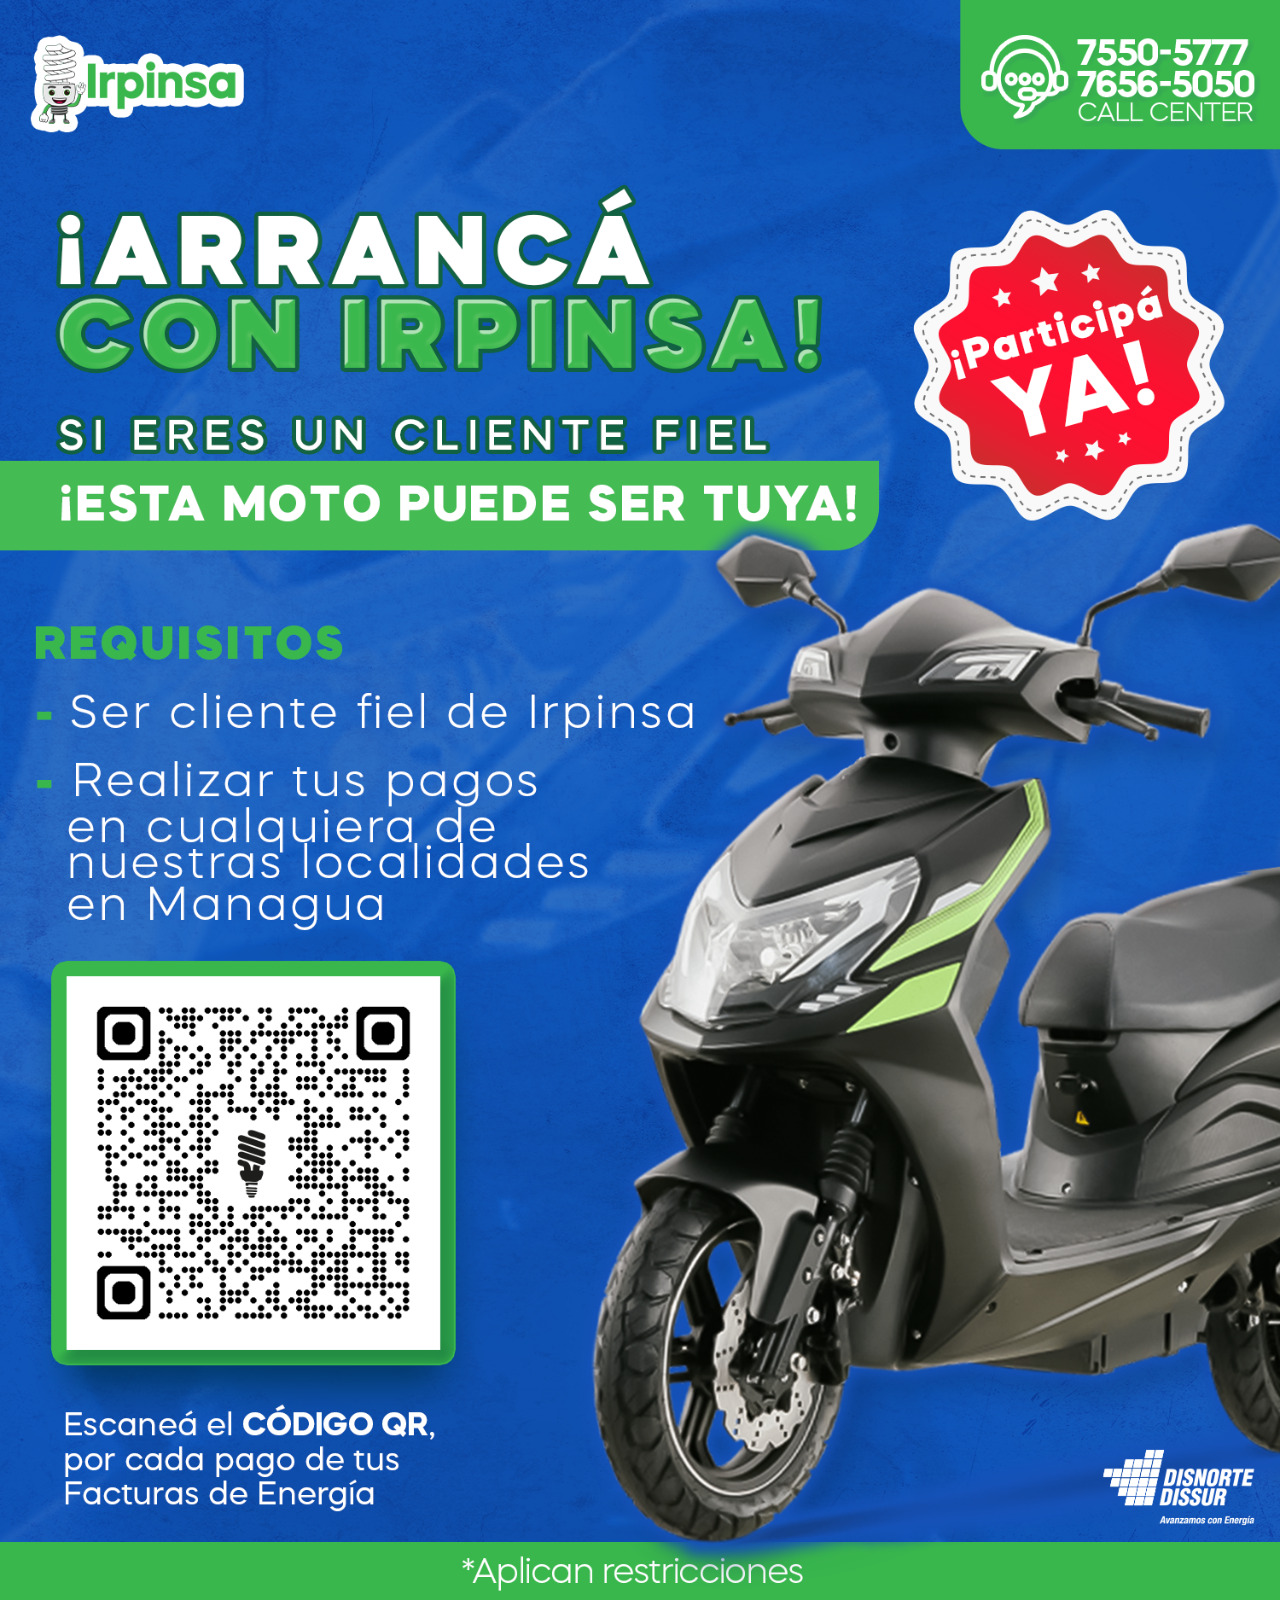 Irpinsa
7550-5777
7656-5050
CALL CENTER
¡ARRANCÁ
CON IRPINSA!
¡Participá
YA!
SI ERES UN CLIENTE FIEL
¡ESTA MOTO PUEDE SER TUYA!
REQUISITOS
- Ser cliente fiel de Irpinsa
- Realizar tus pagos
en cualquiera de
nuestras localidades
en Managua
Escaneá el CÓDIGO QR,
por cada pago de tus
Facturas de Energía
DISNORTE
DISSUR
Avanzamos con Energía
*Aplican restricciones